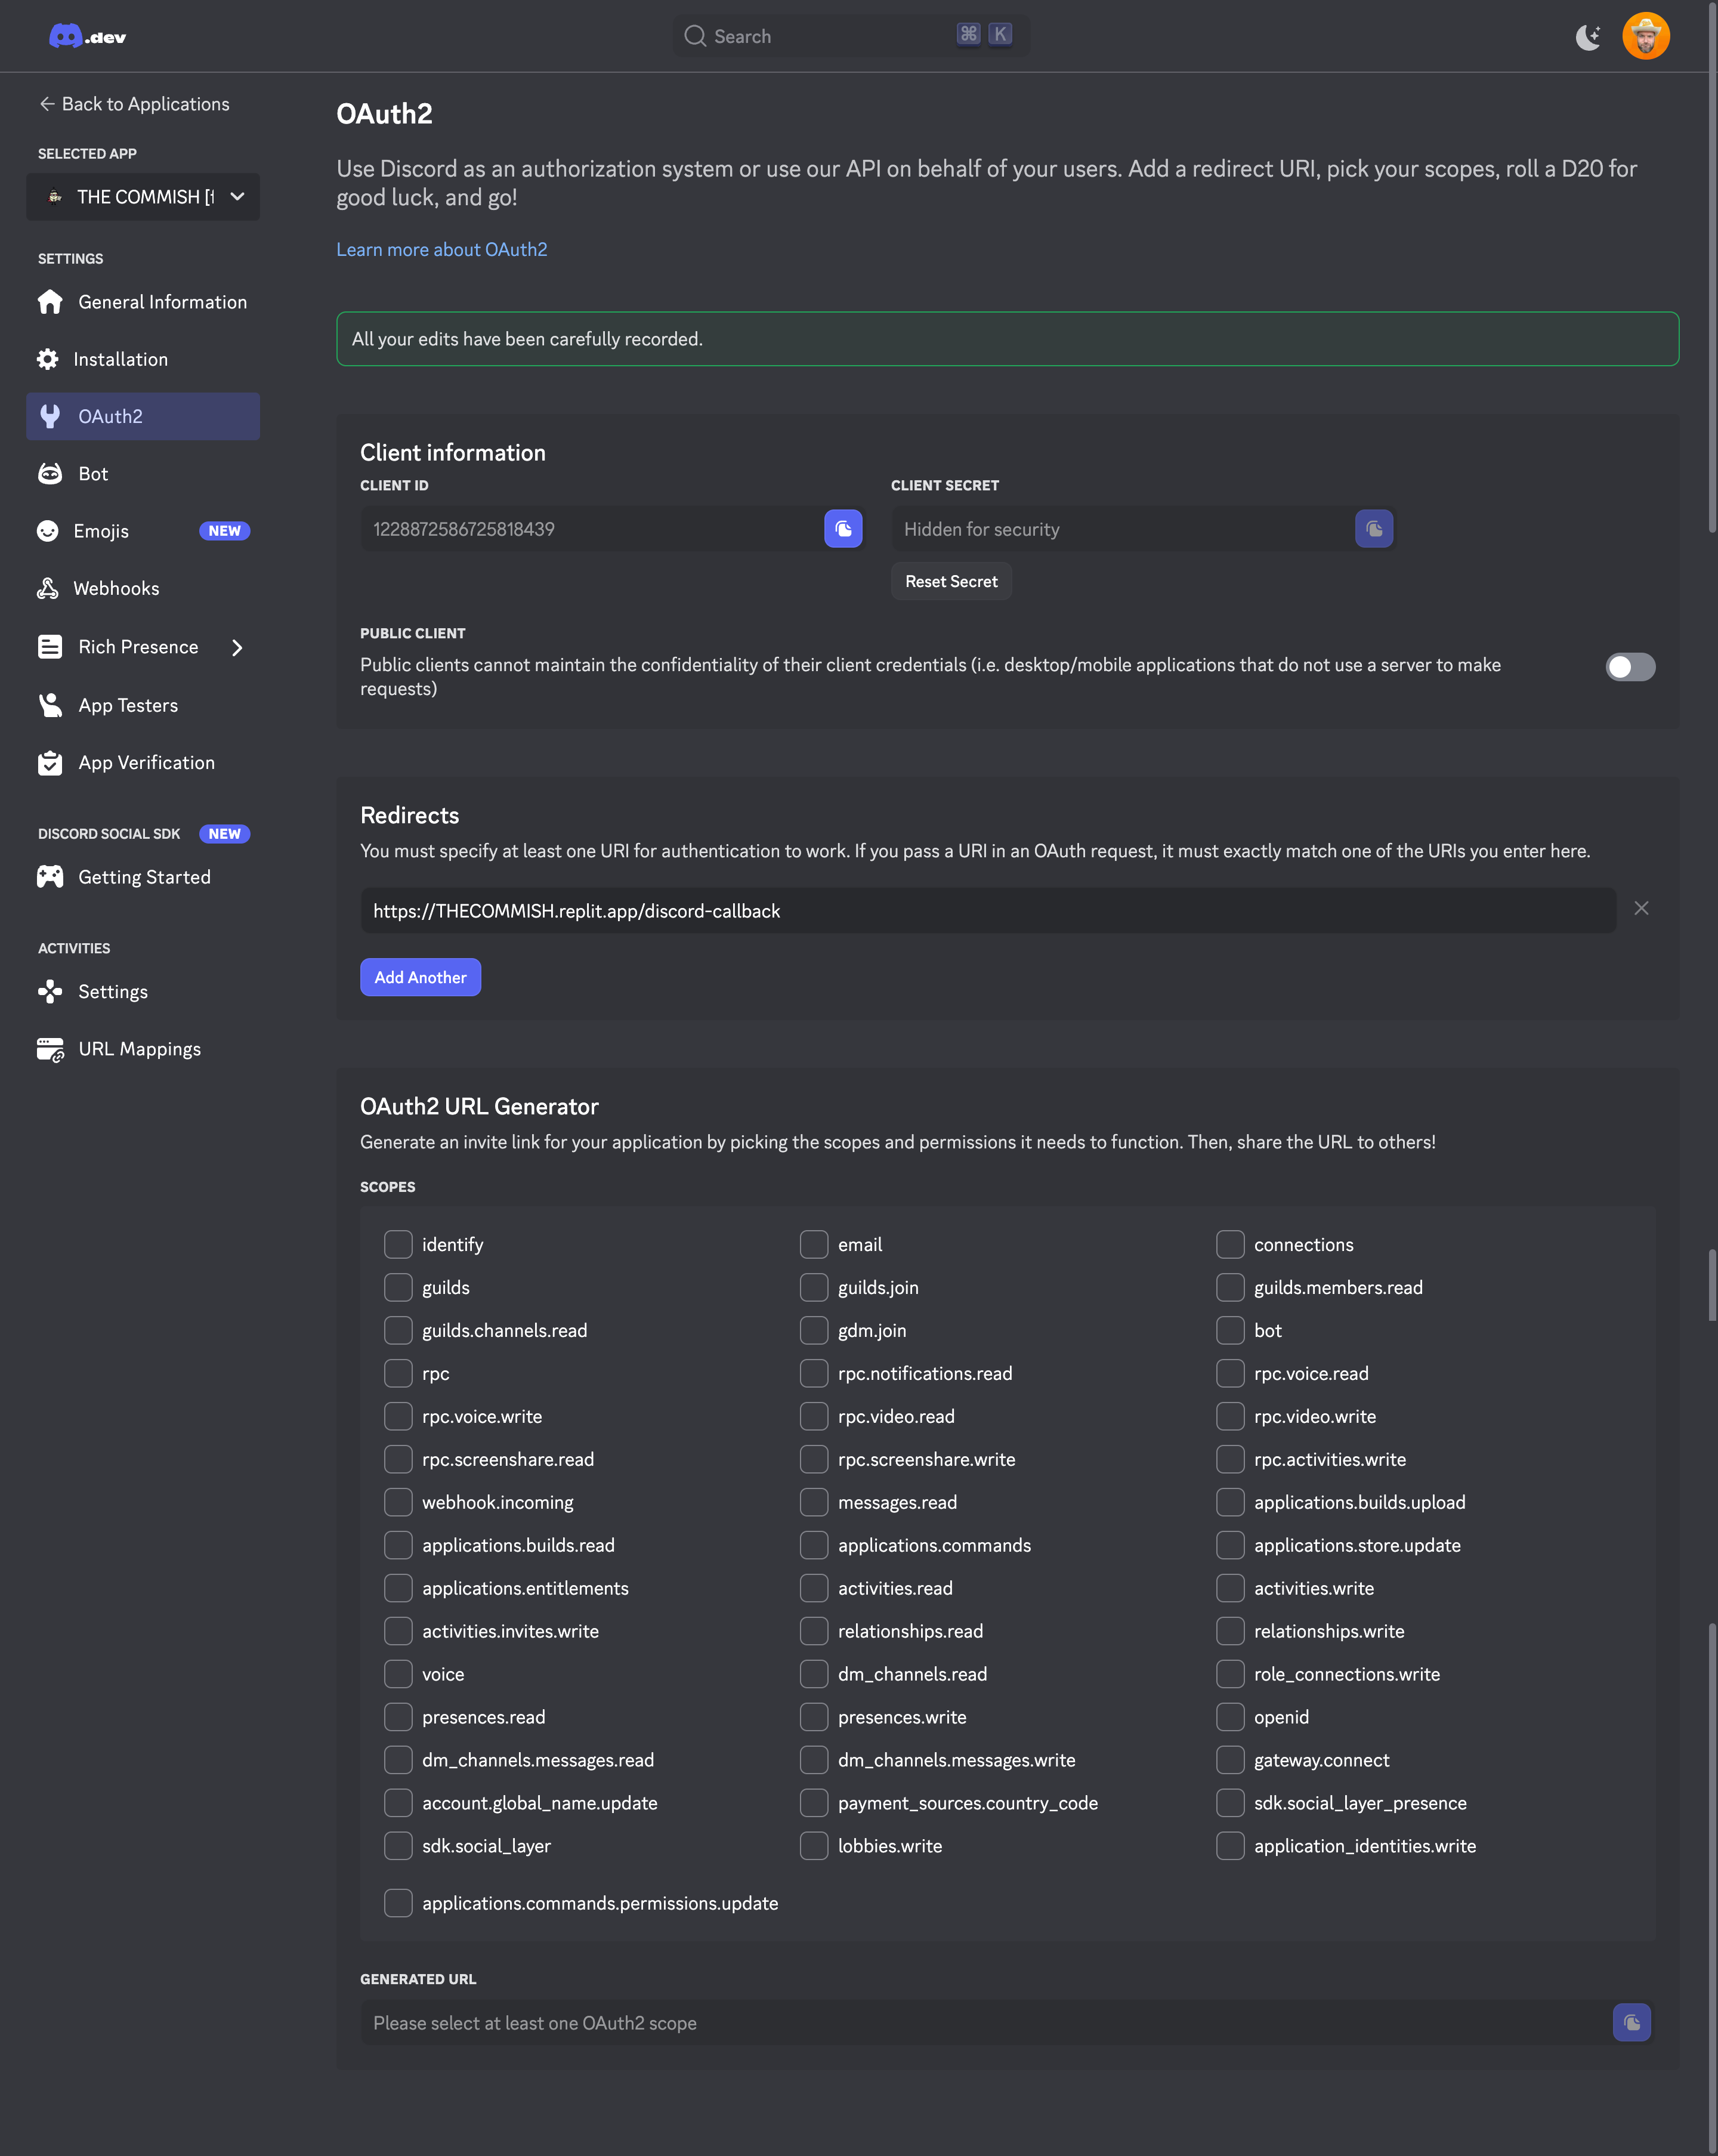 .dev
Search
⌘ K
Back to Applications
SELECTED APP
THE COMMISH [f
SETTINGS
General Information
Installation
OAuth2
Bot
Emojis NEW
Webhooks
Rich Presence
App Testers
App Verification
DISCORD SOCIAL SDK NEW
Getting Started
ACTIVITIES
Settings
URL Mappings
OAuth2
Use Discord as an authorization system or use our API on behalf of your users. Add a redirect URI, pick your scopes, roll a D20 for
good luck, and go!
Learn more about OAuth2
All your edits have been carefully recorded.
Client information
CLIENT ID
1228872586725818439
CLIENT SECRET
Hidden for security
Reset Secret
PUBLIC CLIENT
Public clients cannot maintain the confidentiality of their client credentials (i.e. desktop/mobile applications that do not use a server to make
requests)
Redirects
You must specify at least one URI for authentication to work. If you pass a URI in an OAuth request, it must exactly match one of the URIs you enter here.
https://THECOMMISH.replit.app/discord-callback
Add Another
OAuth2 URL Generator
Generate an invite link for your application by picking the scopes and permissions it needs to function. Then, share the URL to others!
SCOPES
identify email connections
guilds guilds.join guilds.members.read
guilds.channels.read gdm.join bot
rpc rpc.notifications.read rpc.voice.read
rpc.voice.write rpc.video.read rpc.video.write
rpc.screenshare.read rpc.screenshare.write rpc.activities.write
webhook.incoming messages.read applications.builds.upload
applications.builds.read applications.commands applications.store.update
applications.entitlements activities.read activities.write
activities.invites.write relationships.read relationships.write
voice dm_channels.read role_connections.write
presences.read presences.write openid
dm_channels.messages.read dm_channels.messages.write gateway.connect
account.global_name.update payment_sources.country_code sdk.social_layer_presence
sdk.social_layer lobbies.write application_identities.write
applications.commands.permissions.update
GENERATED URL
Please select at least one OAuth2 scope